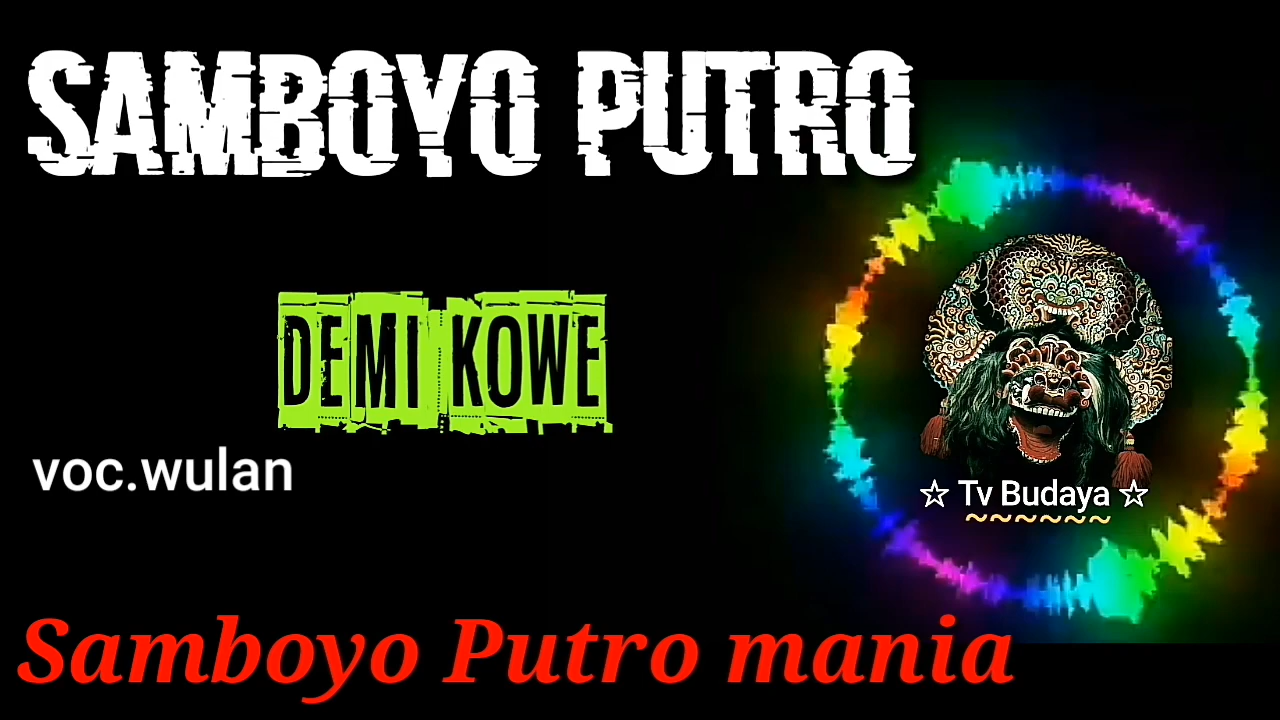 SAMBOYO PUTRO
DEMI KOWE
voc.wulan
☆ Tv Budaya ☆
~~~~~~
Samboyo Putro mania